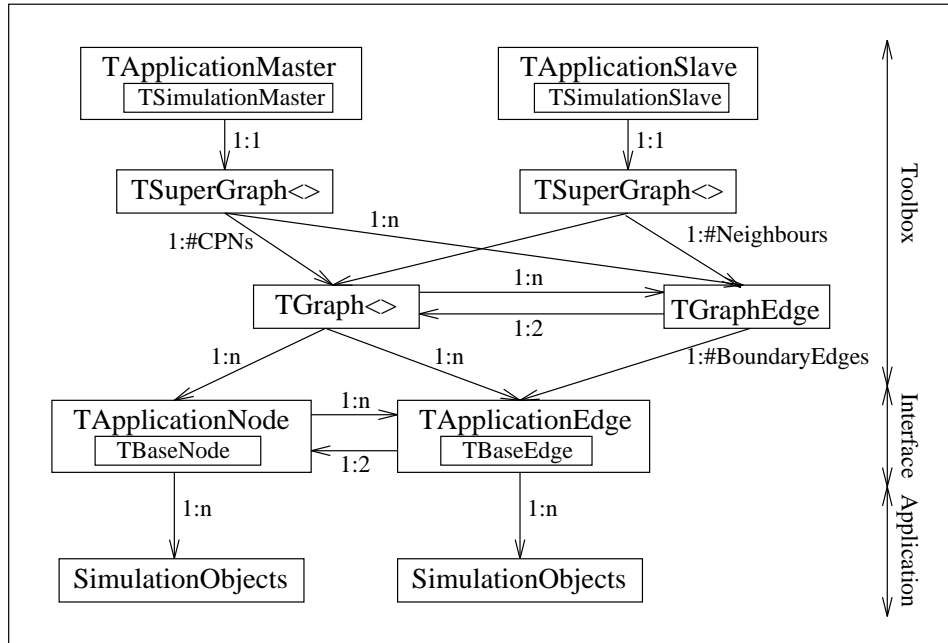 TApplicationMaster
TSimulationMaster
TApplicationSlave
TSimulationSlave
1:1
1:1
TSuperGraph<>
TSuperGraph<>
1:n
1:#CPNs
1:#Neighbours
Toolbox
1:n
TGraph<>
TGraphEdge
1:2
1:n
1:n
1:#BoundaryEdges
TApplicationNode
TBaseNode
1:n
1:2
TApplicationEdge
TBaseEdge
Interface
1:n
1:n
Application
SimulationObjects
SimulationObjects